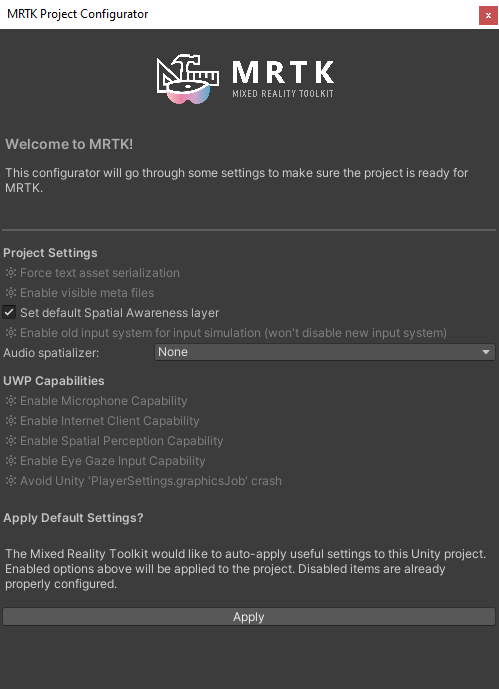 MRTK Project Configurator
x
MRTK
MIXED REALITY TOOLKIT
Welcome to MRTK!
This configurator will go through some settings to make sure the project is ready for
MRTK.
Project Settings
Force text asset serialization
Enable visible meta files
Set default Spatial Awareness layer
Enable old input system for input simulation (won't disable new input system)
Audio spatializer: None
UWP Capabilities
Enable Microphone Capability
Enable Internet Client Capability
Enable Spatial Perception Capability
Enable Eye Gaze Input Capability
Avoid Unity 'PlayerSettings.graphicsJob' crash
Apply Default Settings?
The Mixed Reality Toolkit would like to auto-apply useful settings to this Unity project.
Enabled options above will be applied to the project. Disabled items are already
properly configured.
Apply